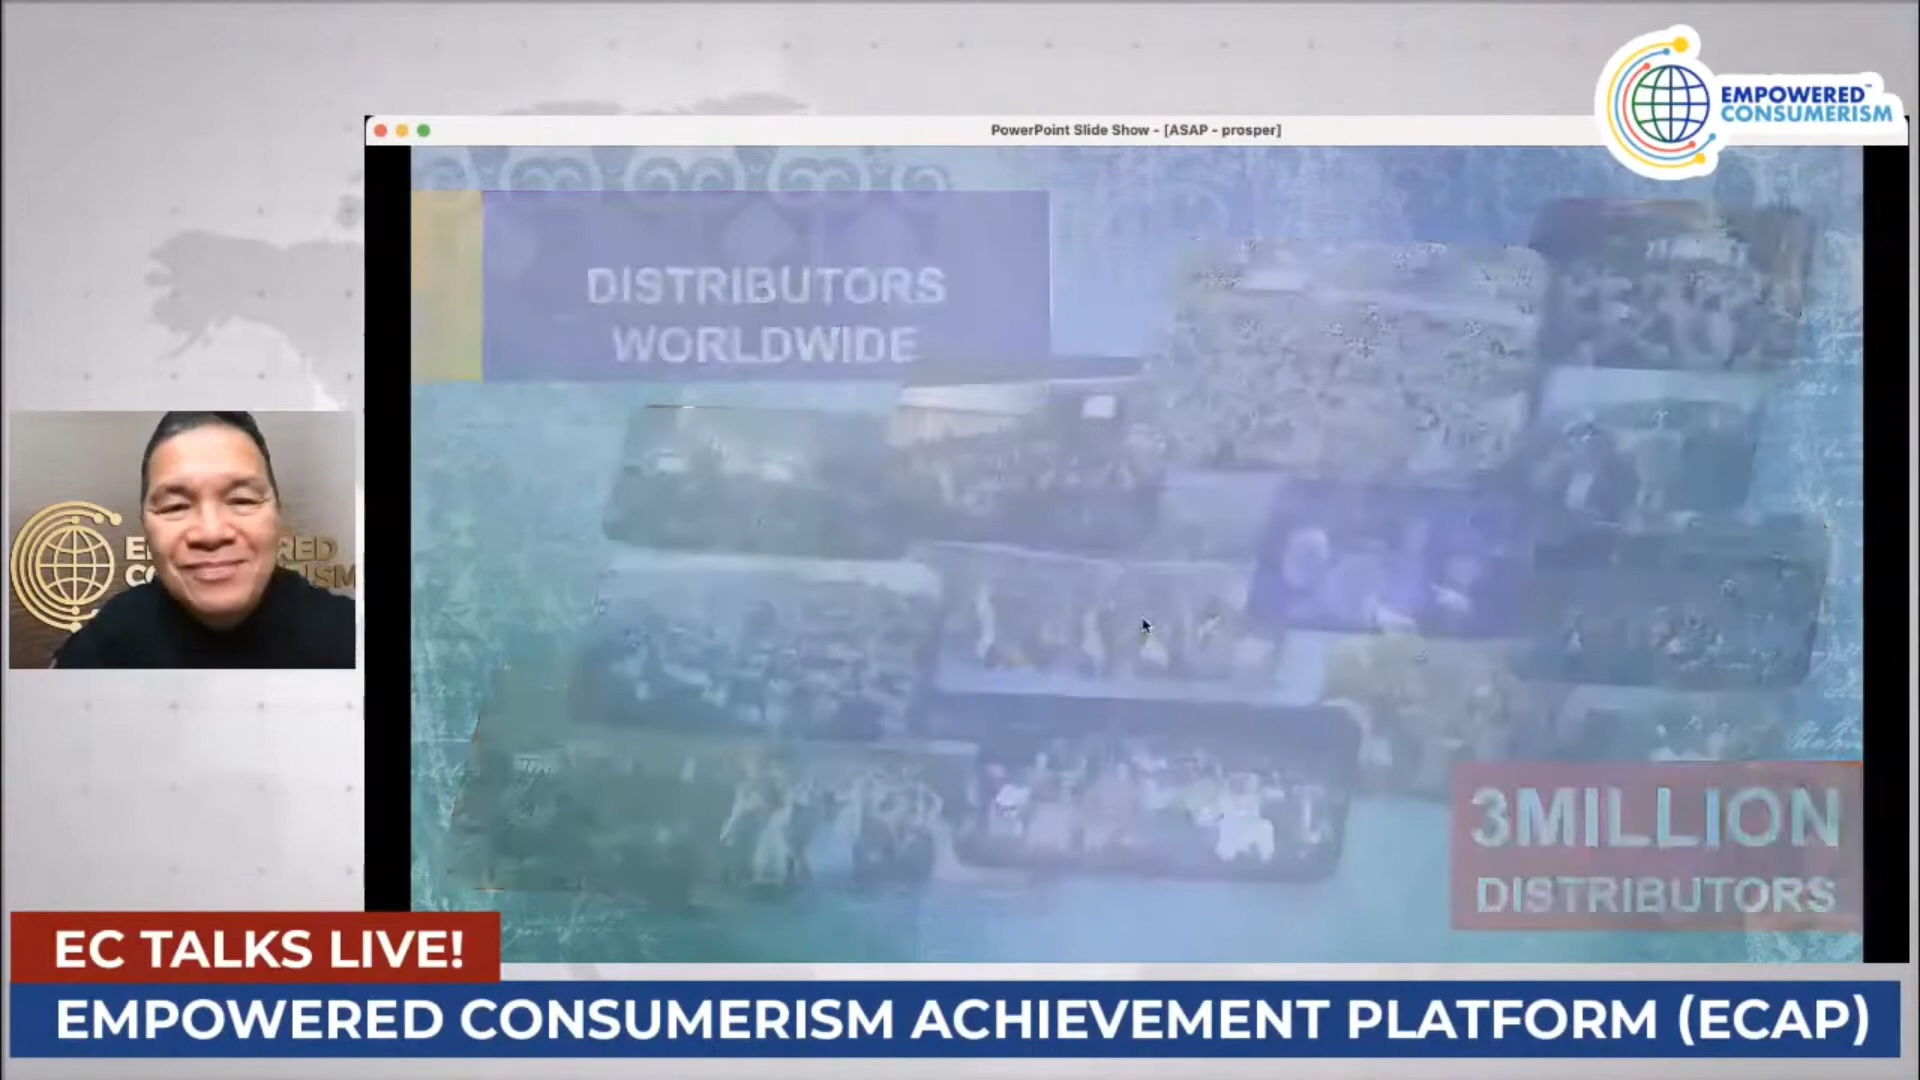 EMPOWERED™
CONSUMERISM
PowerPoint Slide Show - [ASAP - prosper]
DISTRIBUTORS
WORLDWIDE
3MILLION
DISTRIBUTORS
EC TALKS LIVE!
EMPOWERED CONSUMERISM ACHIEVEMENT PLATFORM (ECAP)